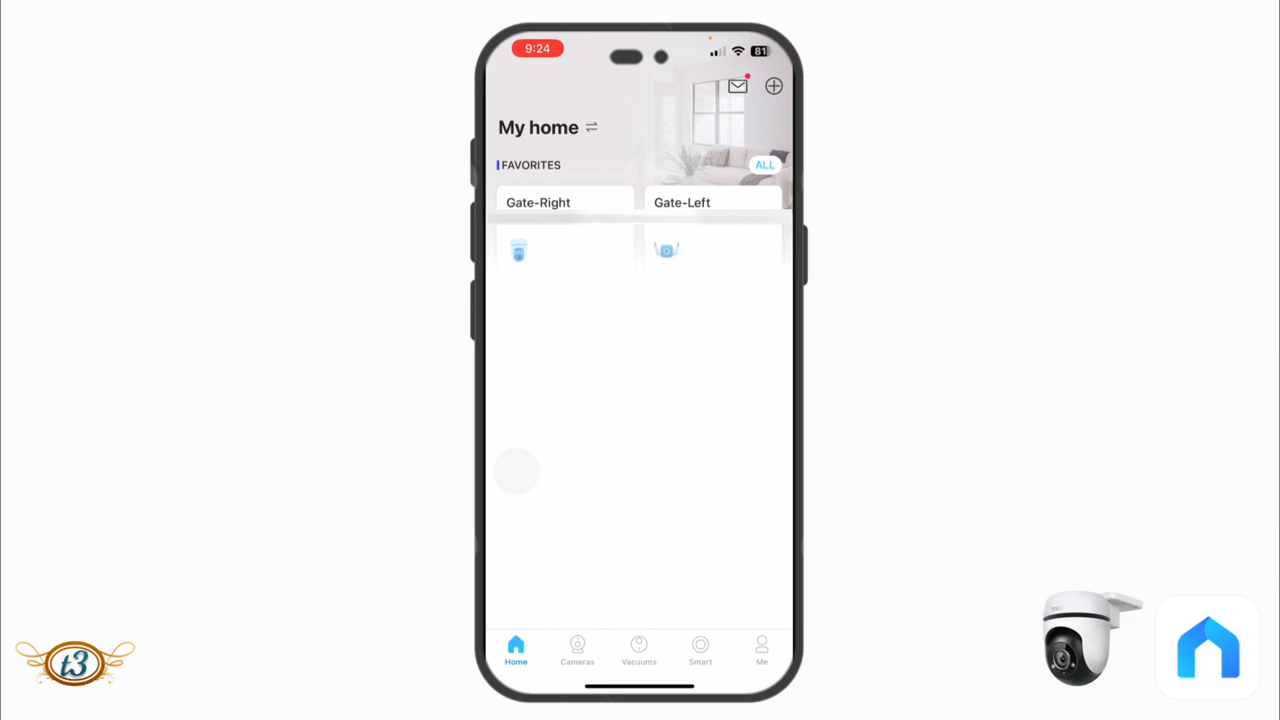 9:24
81
My home
FAVORITES
ALL
Gate-Right
Gate-Left
Home
Cameras
Vacuums
Smart
Me
t3